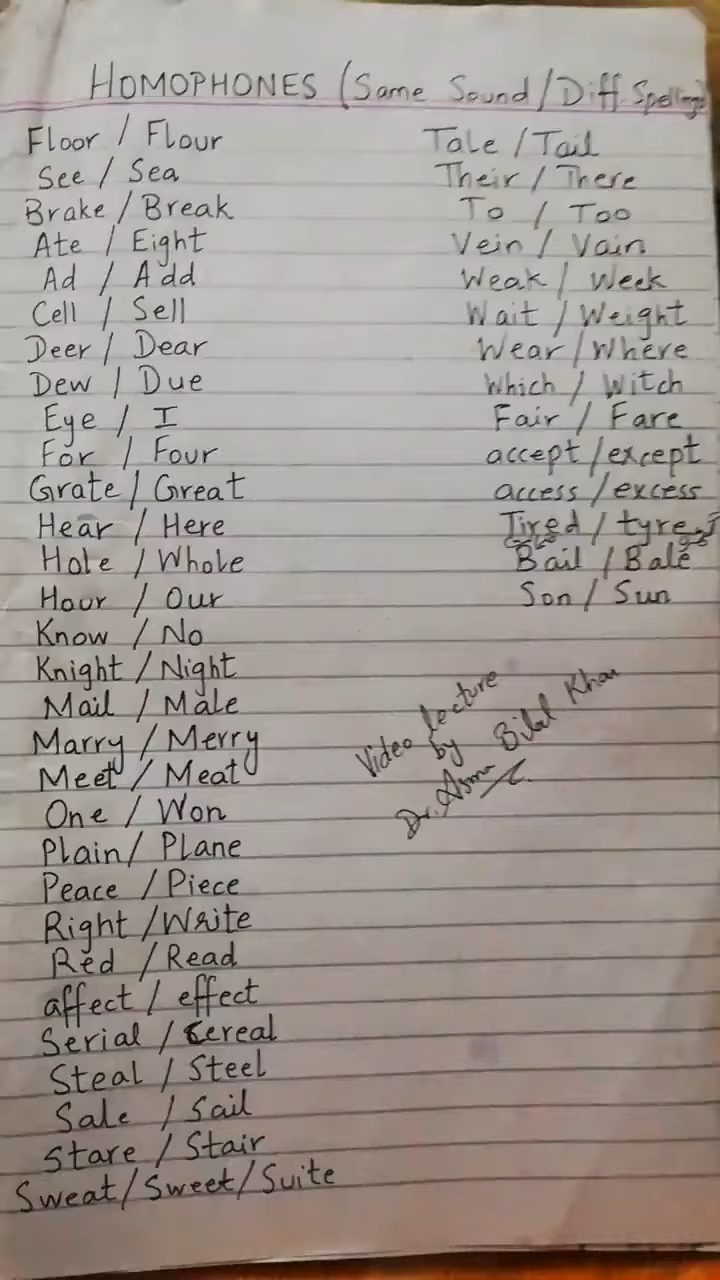 HOMOPHONES (Same Sound/Diff. Spellings)
Floor / Flour
See / Sea
Brake / Break
Ate / Eight
Ad / Add
Cell / Sell
Deer / Dear
Dew / Due
Eye / I
For / Four
Grate / Great
Hear / Here
Hole / Whole
Hour / Our
Know / No
Knight / Night
Mail / Male
Marry / Merry
Meet / Meat
One / Won
Plain / Plane
Peace / Piece
Right / Write
Red / Read
affect / effect
Serial / Cereal
Steal / Steel
Sale / Sail
Stare / Stair
Sweat/Sweet/Suite
Tale / Tail
Their / There
To / Too
Vein / Vain
Weak / Week
Wait / Weight
Wear / Where
Which / Witch
Fair / Fare
accept / except
access / excess
Tired / tyre
Bail / Bale
Son / Sun
Video lecture
by
Dr. Asma Bilal Khan